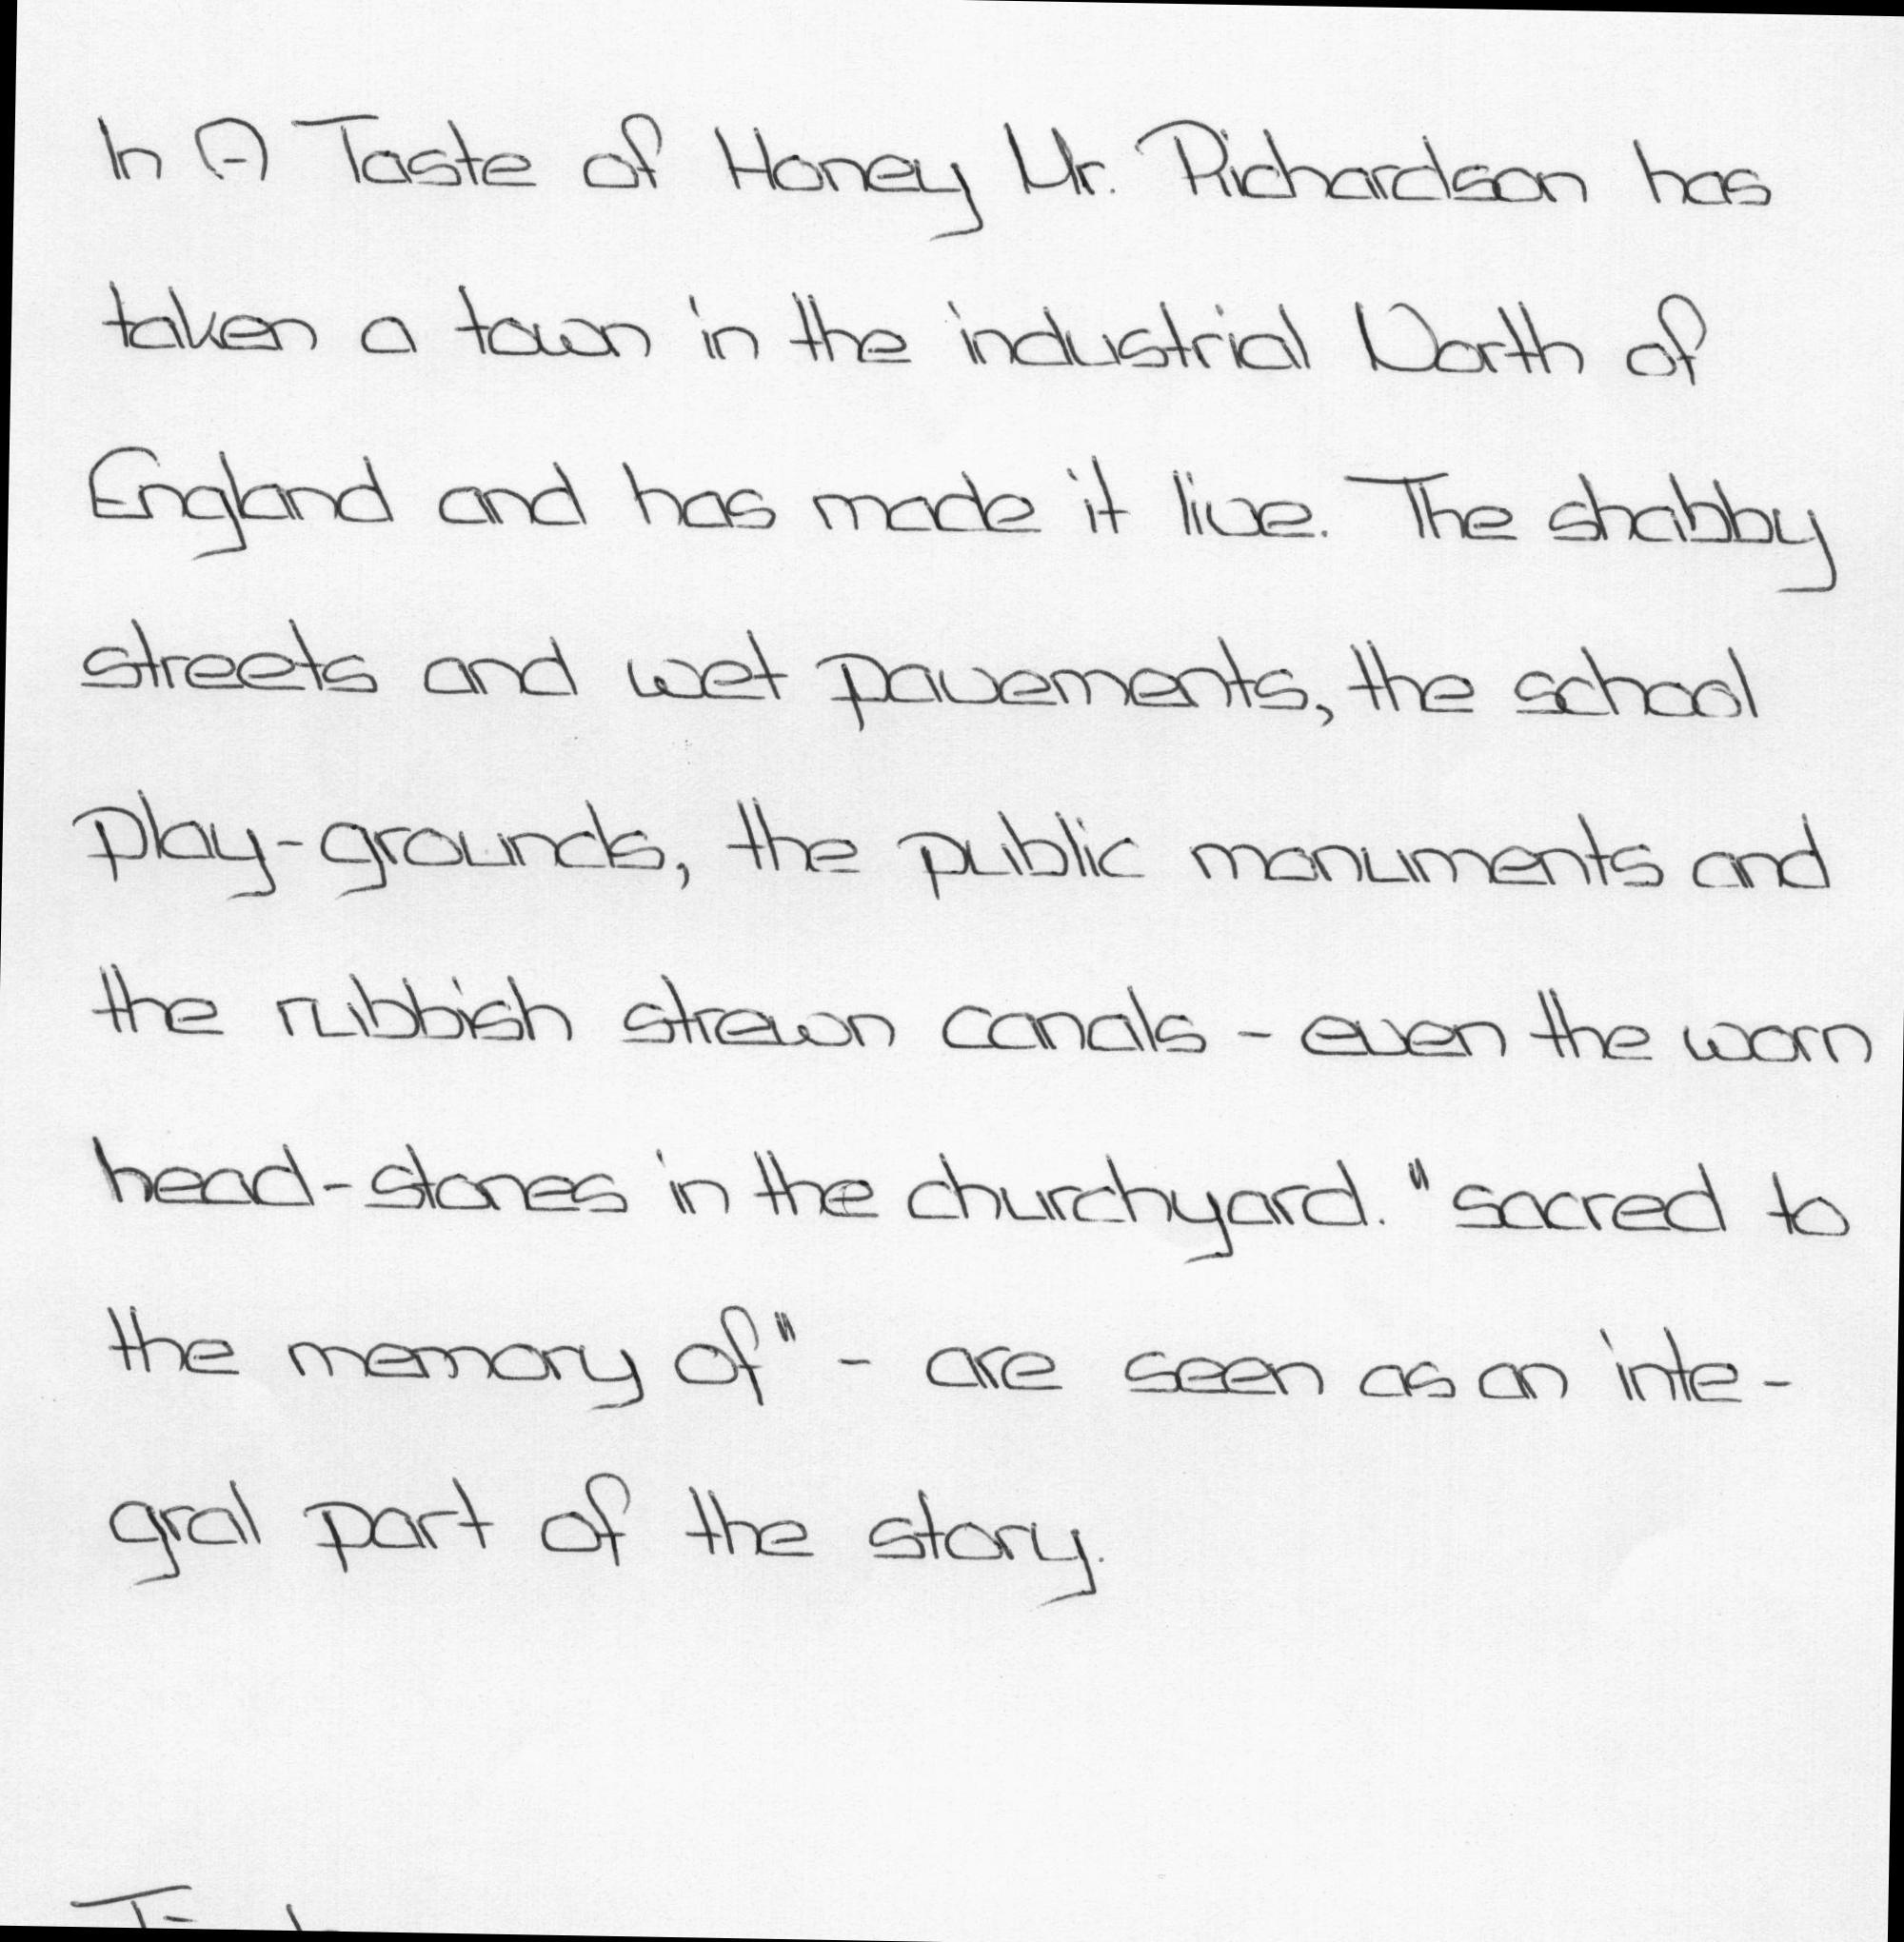 In A Taste of Honey Mr. Richardson has
taken a town in the industrial North of
England and has made it live. The shabby
streets and wet pavements, the school
play-grounds, the public monuments and
the rubbish strewn canals - even the worn
head-stones in the churchyard. "sacred to
the memory of" - are seen as an inte-
gral part of the story.